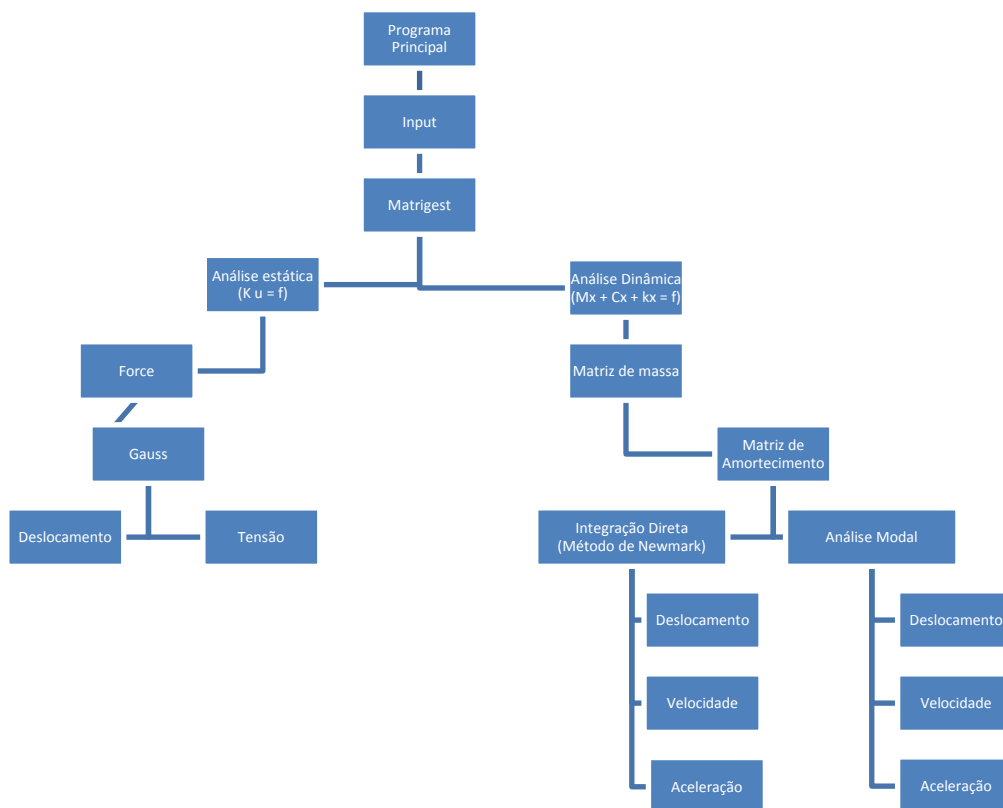 Programa
Principal
Input
Matrigest
Análise estática
(K u = f)
Análise Dinâmica
(Mx + Cx + kx = f)
Force
Matriz de massa
Gauss
Matriz de
Amortecimento
Deslocamento
Tensão
Integração Direta
(Método de Newmark)
Análise Modal
Deslocamento
Deslocamento
Velocidade
Velocidade
Aceleração
Aceleração